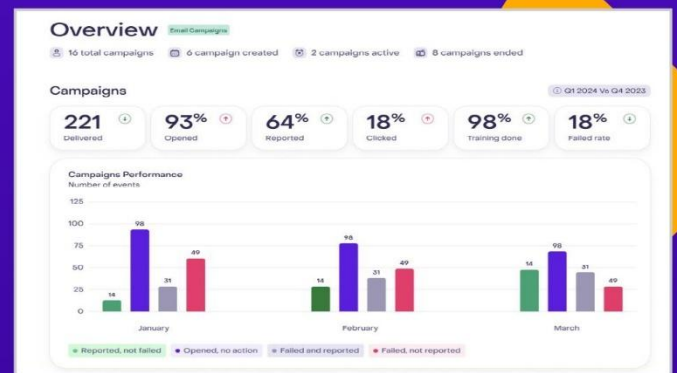 Overview Email Campaigns
16 total campaigns 6 campaign created 2 campaigns active 8 campaigns ended
Campaigns Q1 2024 Vs Q4 2023
221 93% 64% 18% 98% 18%
Delivered Opened Reported Clicked Training done Failed rate
Campaigns Performance
Number of events
125
100
75
50
25
0
14 98 31 49
14 98 31 49
14 98 31 49
January February March
Reported, not failed Opened, no action Failed and reported Failed, not reported